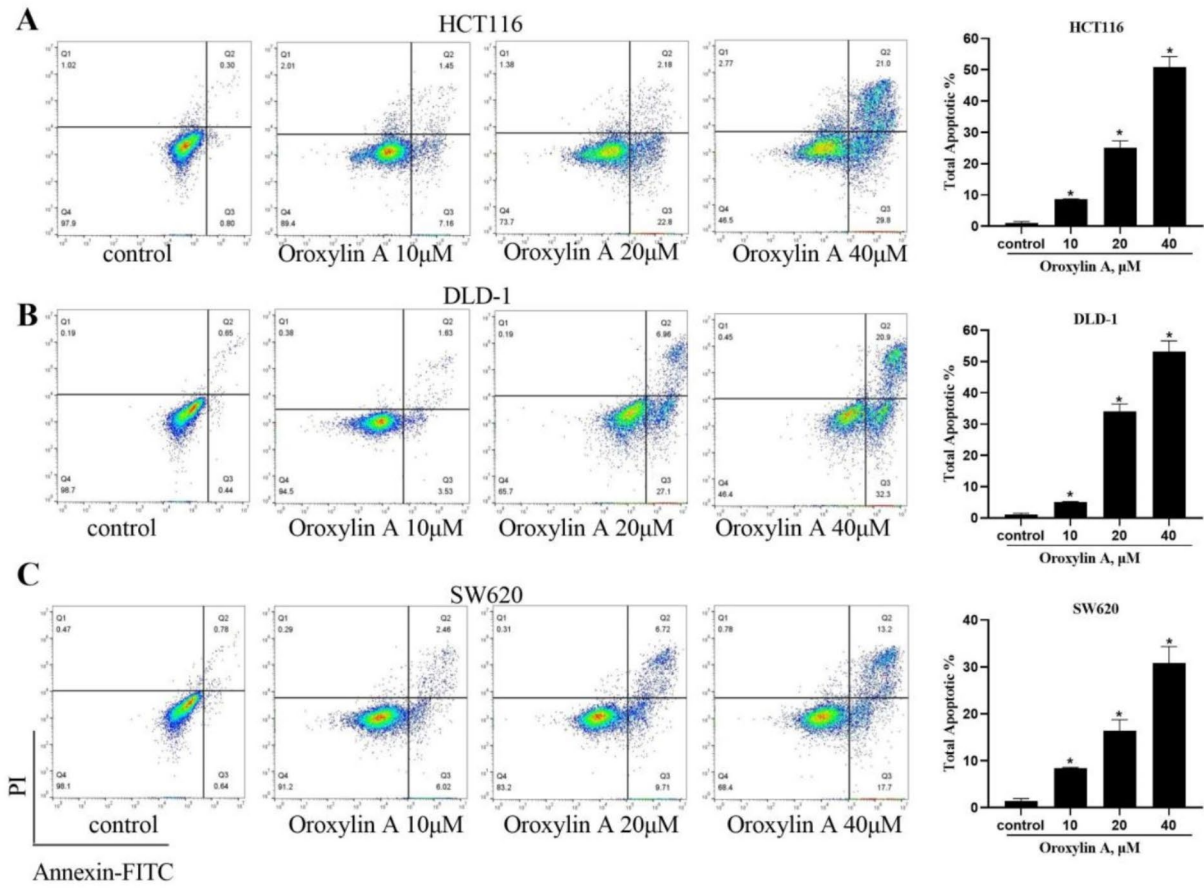 A
HCT116
Q1
1.02
Q2
0.30
Q4
97.9
Q3
0.80
control
Q1
2.01
Q2
1.45
Q4
89.4
Q3
7.16
Oroxylin A 10μM
Q1
1.38
Q2
2.18
Q4
73.7
Q3
22.8
Oroxylin A 20μM
Q1
2.77
Q2
21.0
Q4
46.5
Q3
29.8
Oroxylin A 40μM
HCT116
Total Apoptotic %
60
50
40
30
20
10
0
* * *
control 10 20 40
Oroxylin A, μM
B
DLD-1
Q1
0.19
Q2
0.65
Q4
98.7
Q3
0.44
control
Q1
0.38
Q2
1.63
Q4
94.5
Q3
3.53
Oroxylin A 10μM
Q1
0.19
Q2
6.96
Q4
65.7
Q3
27.1
Oroxylin A 20μM
Q1
0.45
Q2
20.9
Q4
46.4
Q3
32.3
Oroxylin A 40μM
DLD-1
Total Apoptotic %
60
50
40
30
20
10
0
* * *
control 10 20 40
Oroxylin A, μM
C
SW620
Q1
0.47
Q2
0.78
Q4
98.1
Q3
0.64
control
Q1
0.29
Q2
2.46
Q4
91.2
Q3
6.02
Oroxylin A 10μM
Q1
0.31
Q2
6.72
Q4
83.2
Q3
9.71
Oroxylin A 20μM
Q1
0.78
Q2
13.2
Q4
68.4
Q3
17.7
Oroxylin A 40μM
SW620
Total Apoptotic %
40
30
20
10
0
* * *
control 10 20 40
Oroxylin A, μM
PI
Annexin-FITC